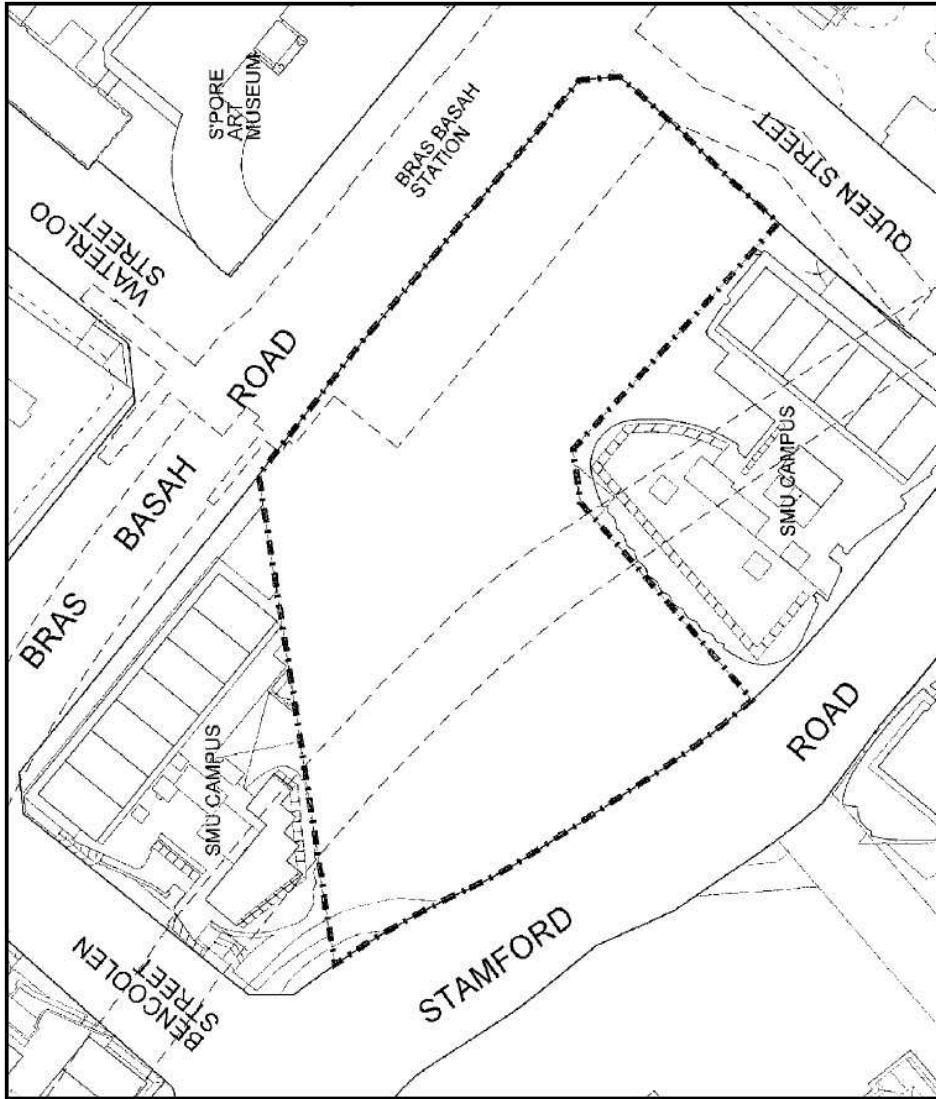 S'PORE
ART
MUSEUM
WATERLOO
STREET
BRAS BASAH
STATION
QUEEN STREET
BRAS BASAH ROAD
SMU CAMPUS
SMU CAMPUS
BENCOOLEN
STREET
STAMFORD ROAD